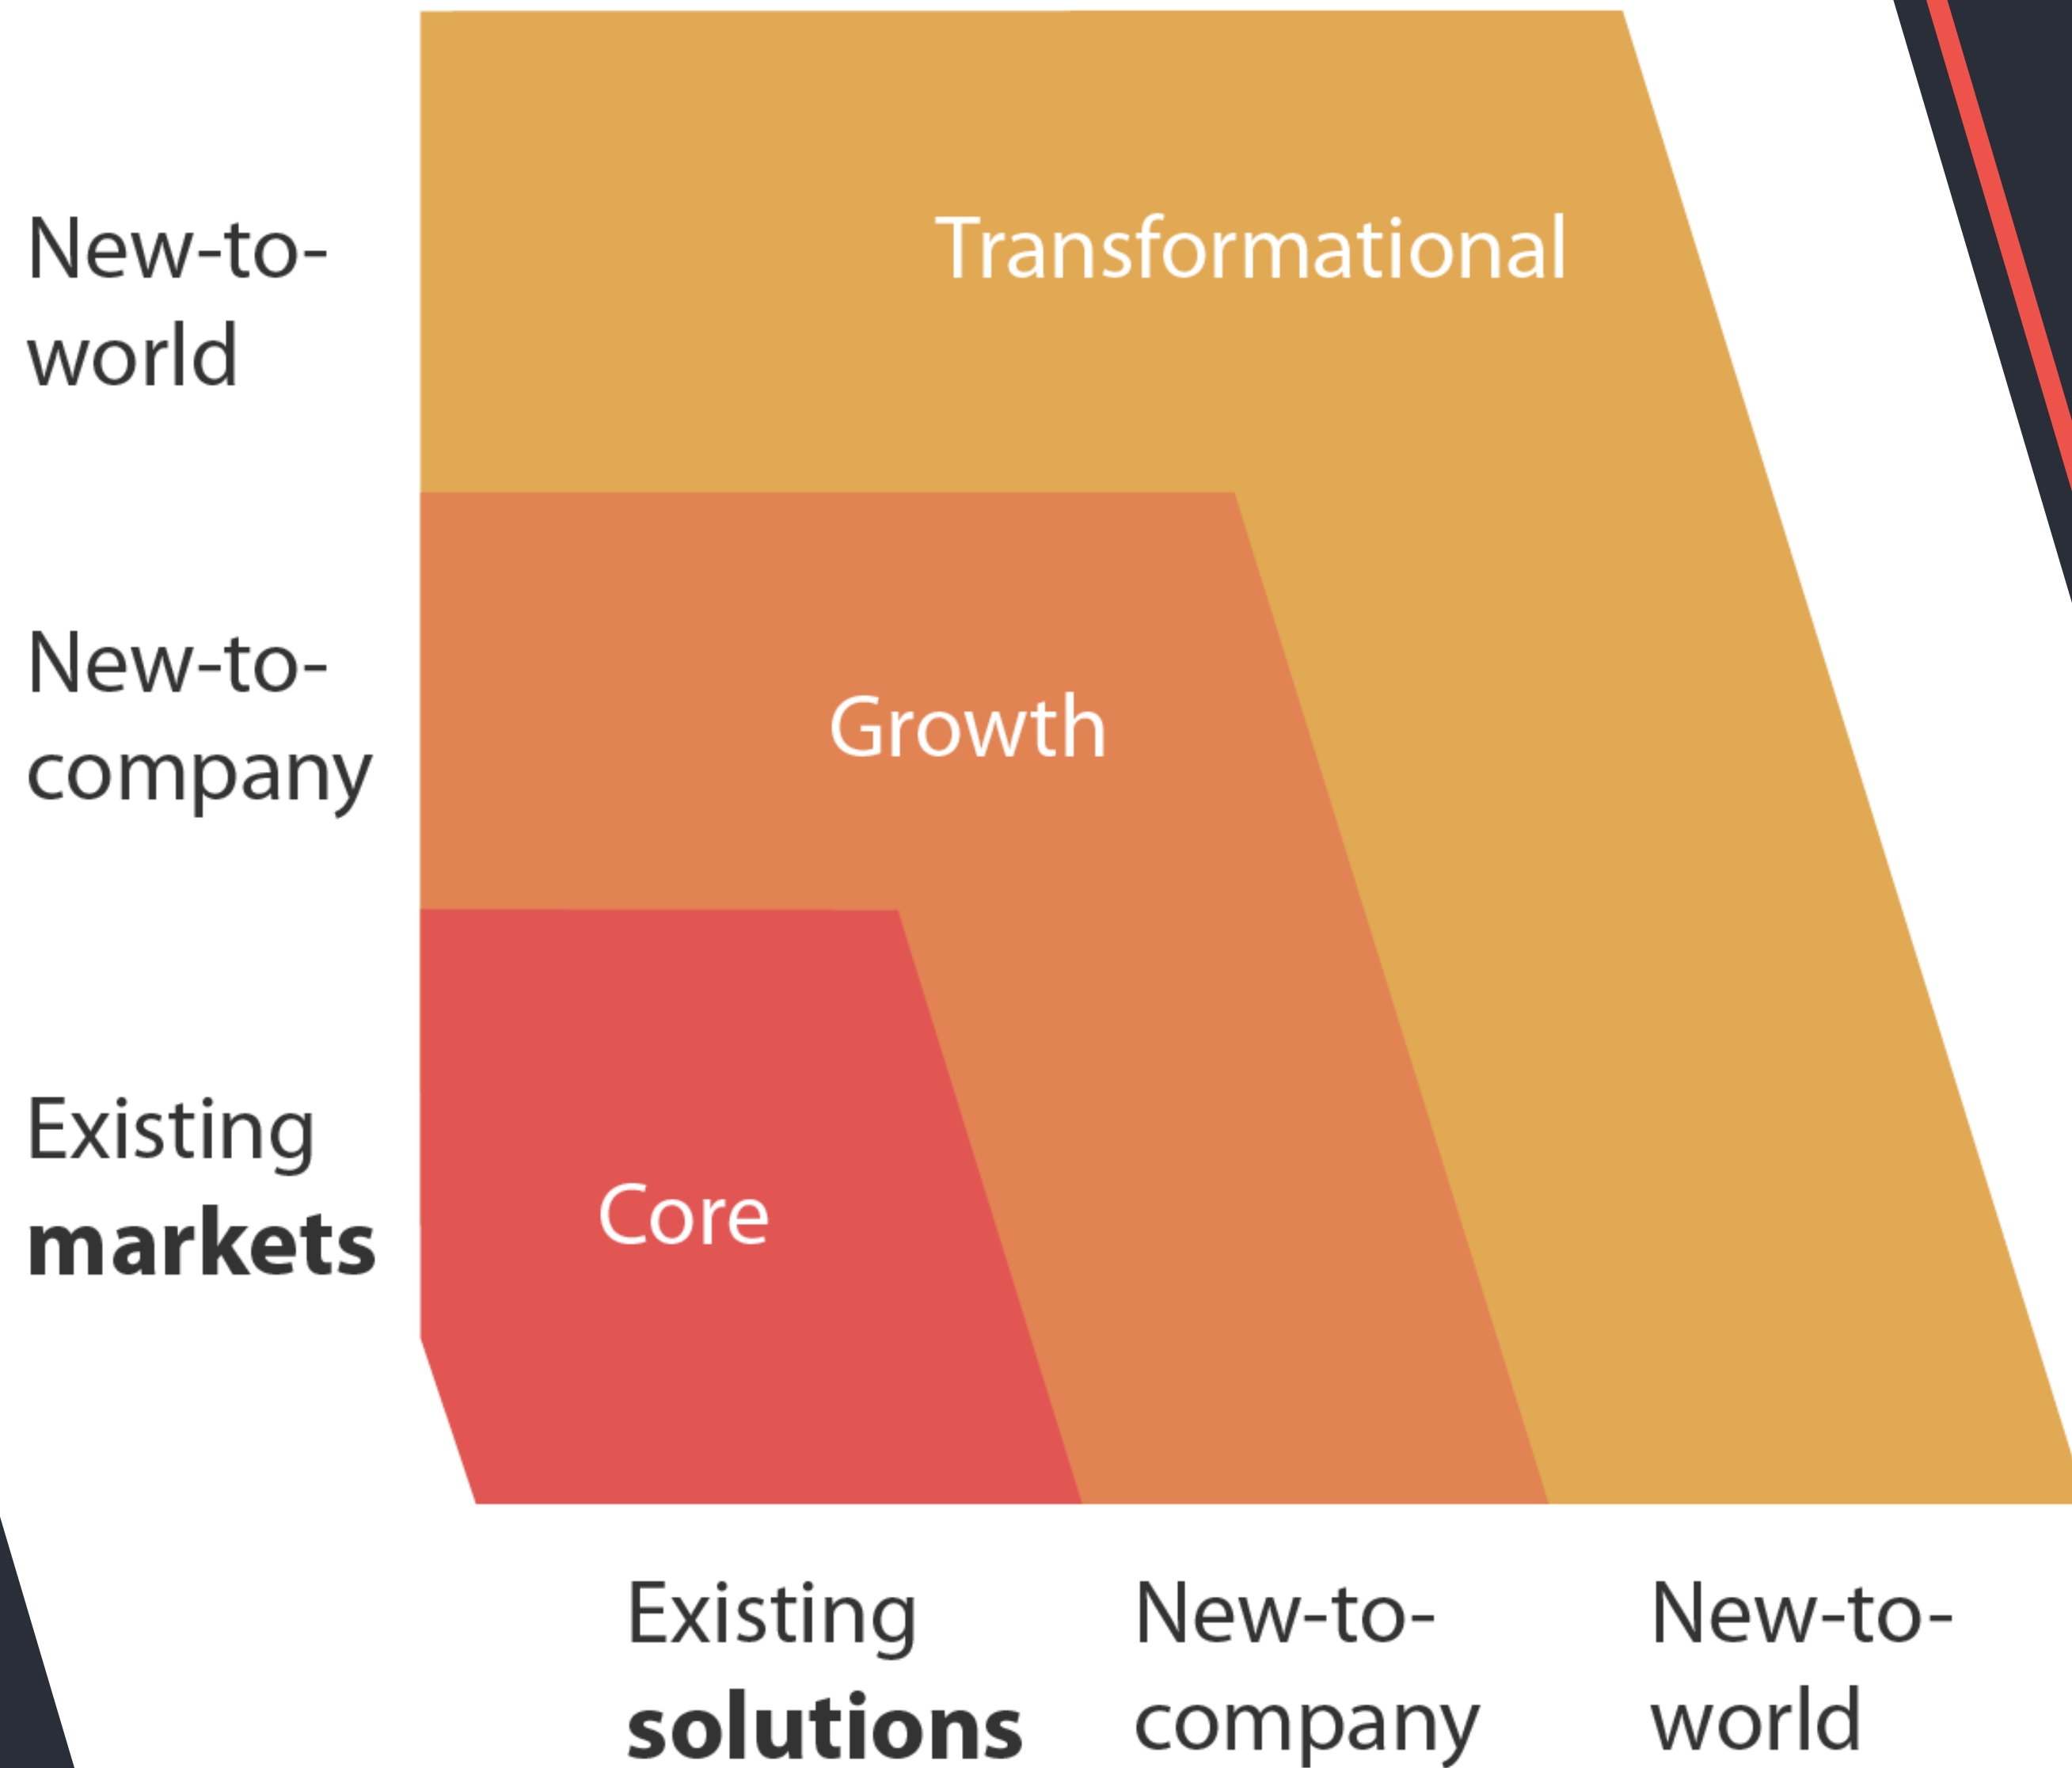 Transformational
New-to-
world
New-to-
company
Growth
Existing
markets
Core
Existing
solutions
New-to-
company
New-to-
world